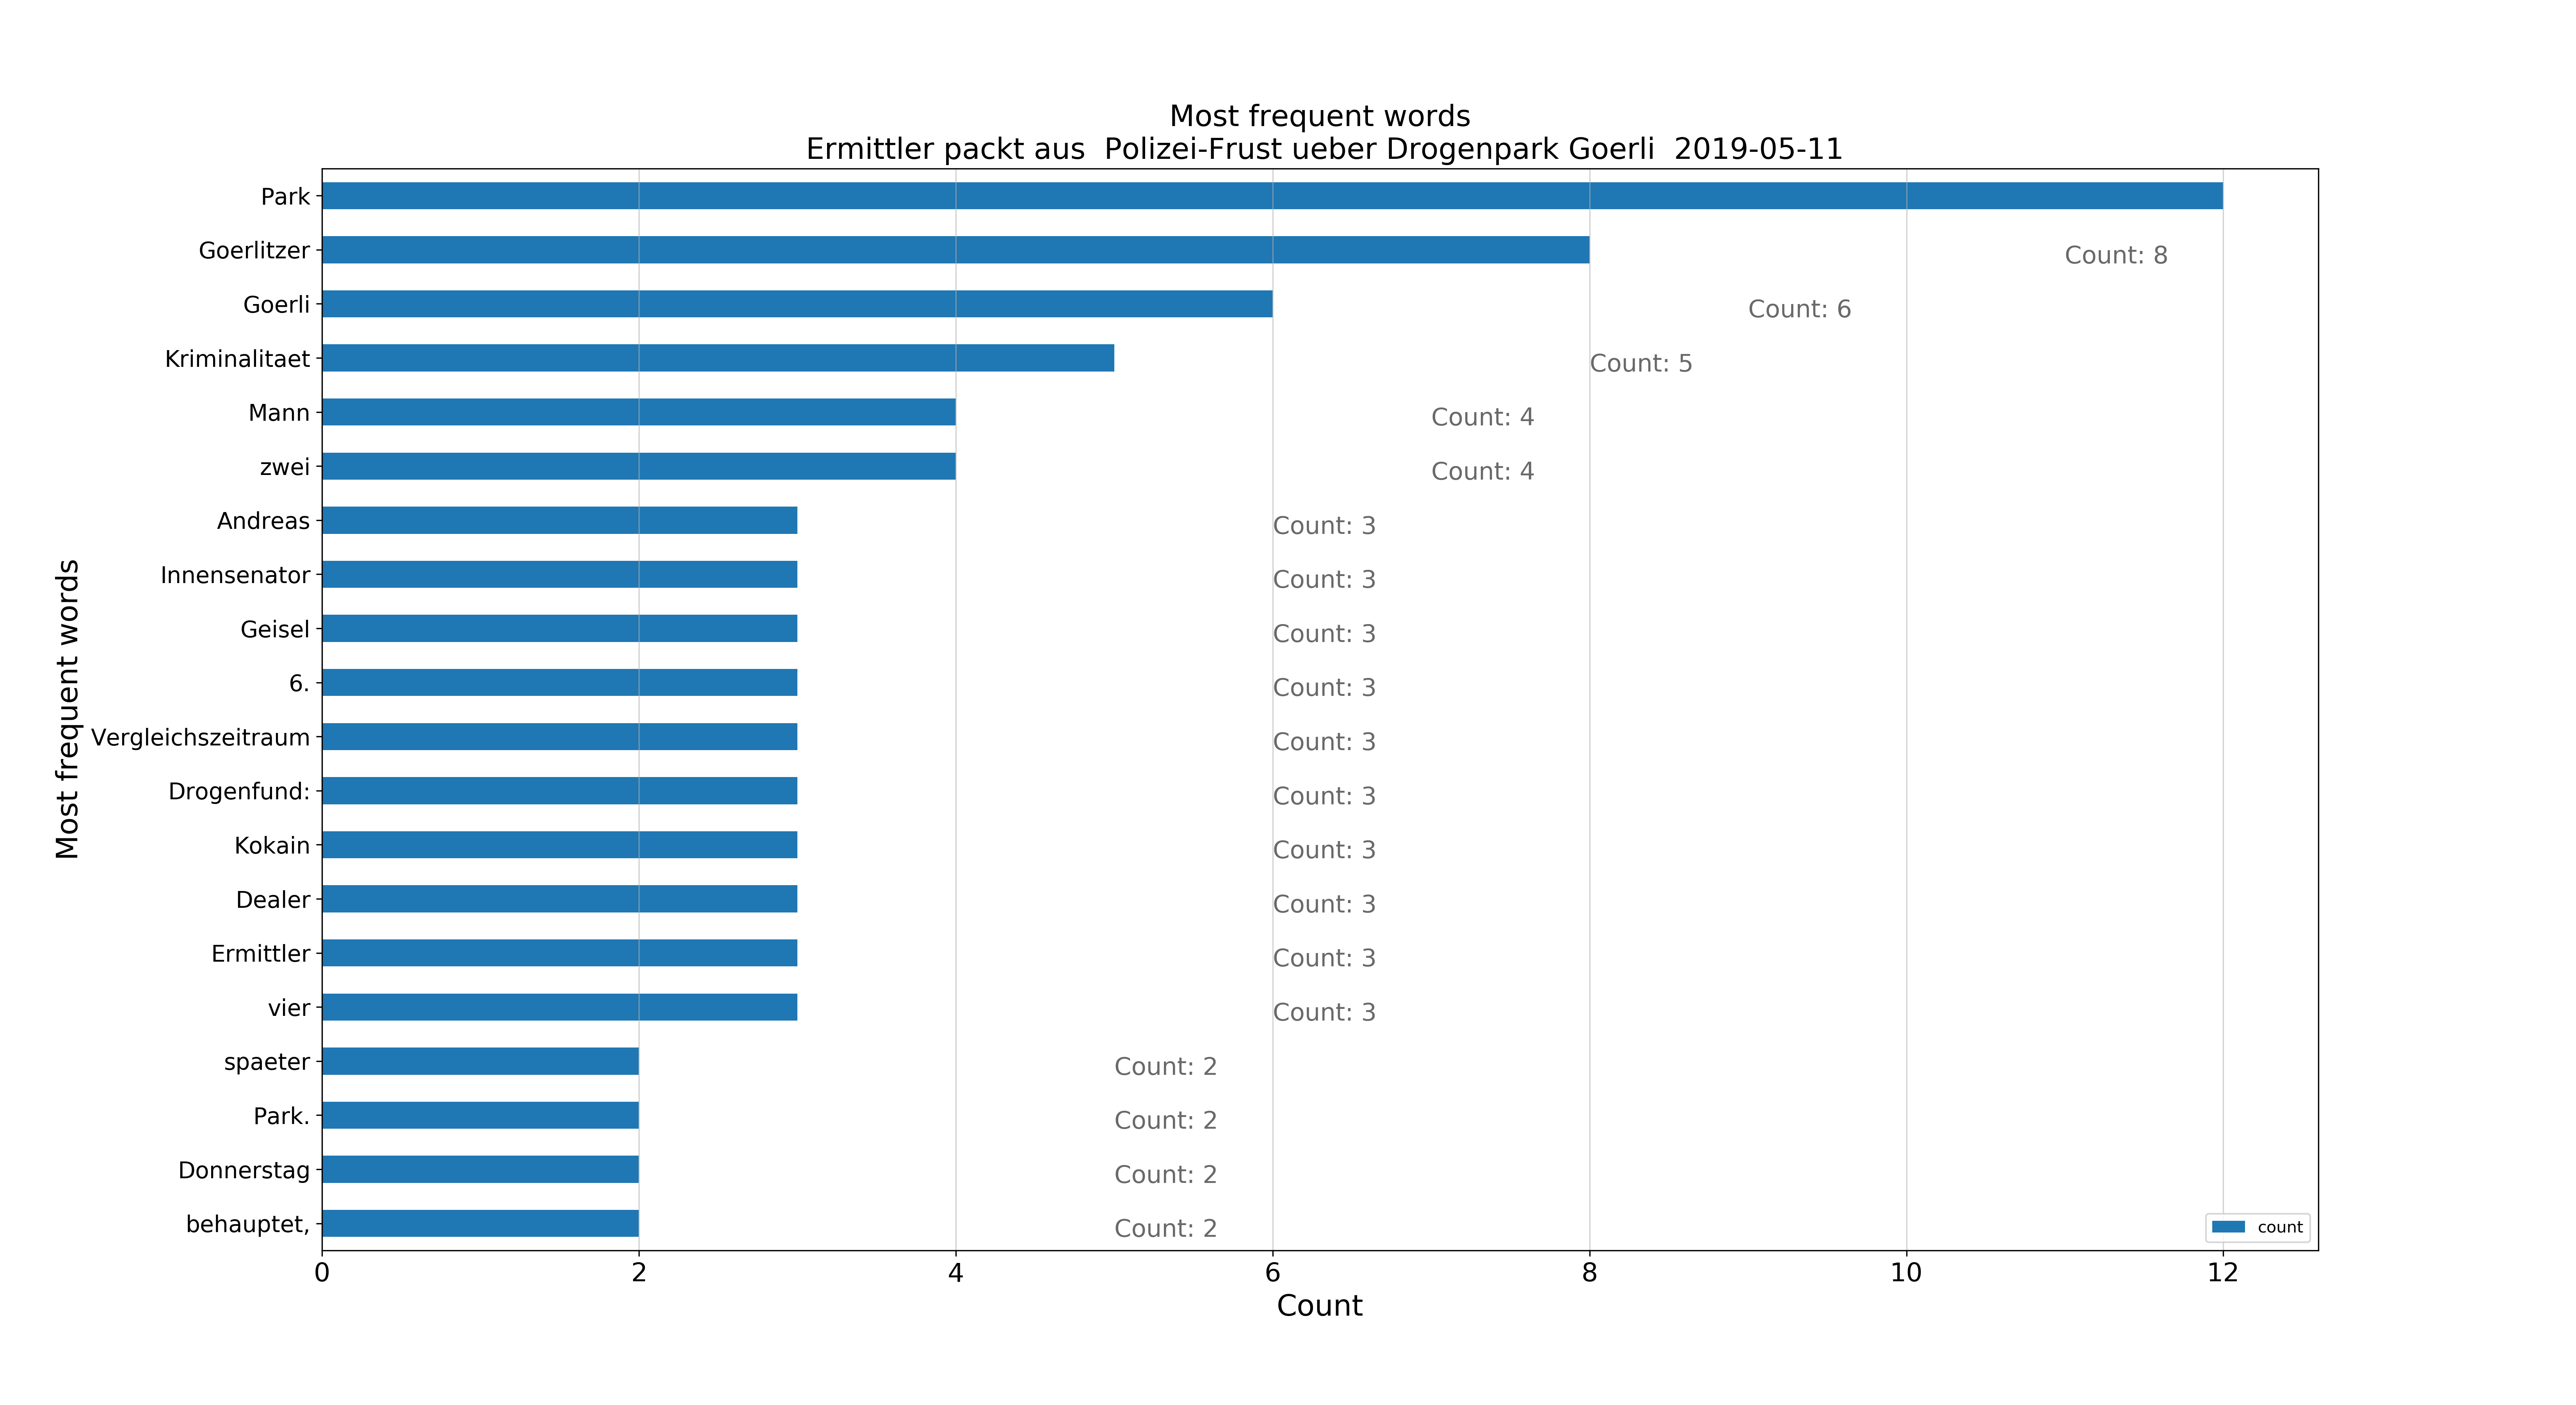 Most frequent words
Ermittler packt aus  Polizei-Frust ueber Drogenpark Goerli  2019-05-11
Most frequent words
Park
Goerlitzer Count: 8
Goerli Count: 6
Kriminalitaet Count: 5
Mann Count: 4
zwei Count: 4
Andreas Count: 3
Innensenator Count: 3
Geisel Count: 3
6. Count: 3
Vergleichszeitraum Count: 3
Drogenfund: Count: 3
Kokain Count: 3
Dealer Count: 3
Ermittler Count: 3
vier Count: 3
spaeter Count: 2
Park. Count: 2
Donnerstag Count: 2
behauptet, Count: 2
count
0 2 4 6 8 10 12
Count